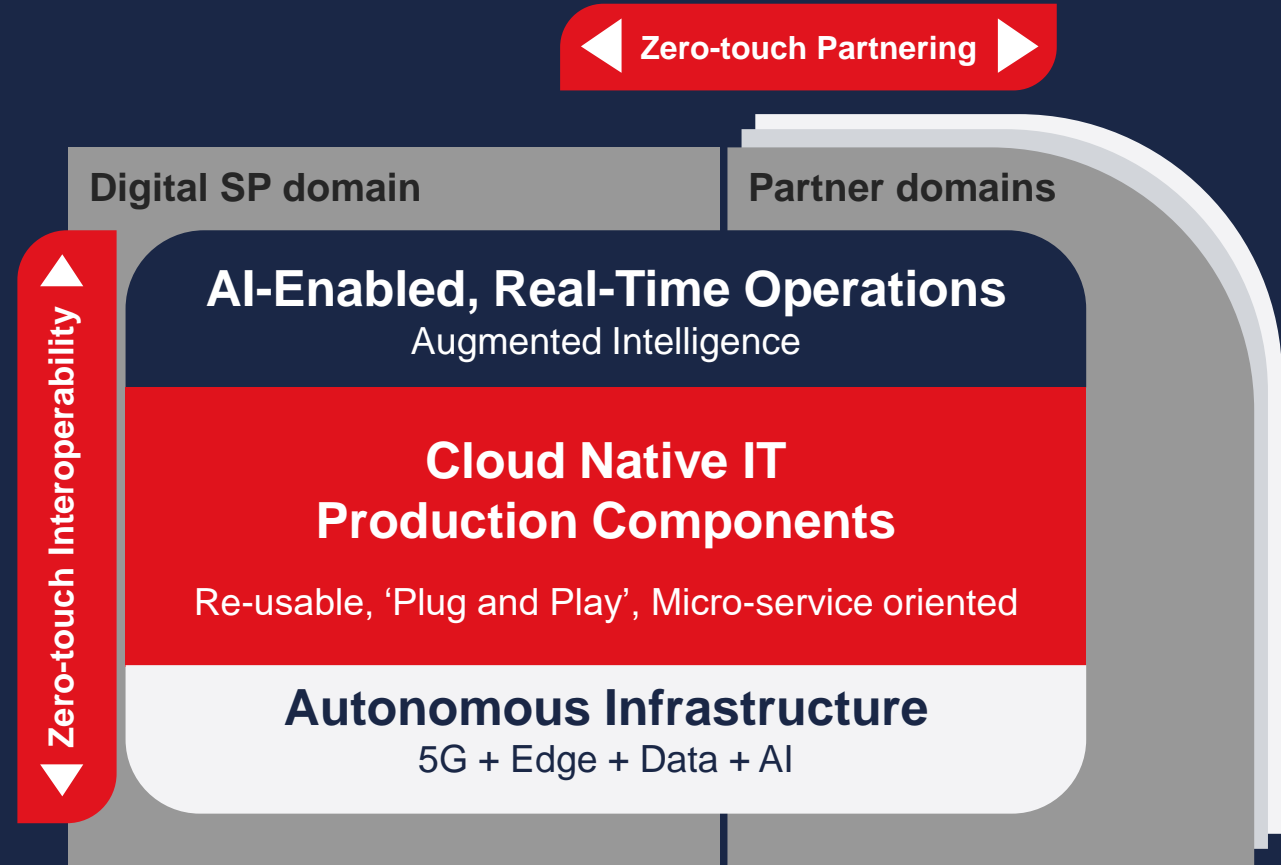 Zero-touch Partnering
Digital SP domain
Partner domains
Zero-touch Interoperability
AI-Enabled, Real-Time Operations
Augmented Intelligence
Cloud Native IT
Production Components
Re-usable, ‘Plug and Play’, Micro-service oriented
Autonomous Infrastructure
5G + Edge + Data + AI